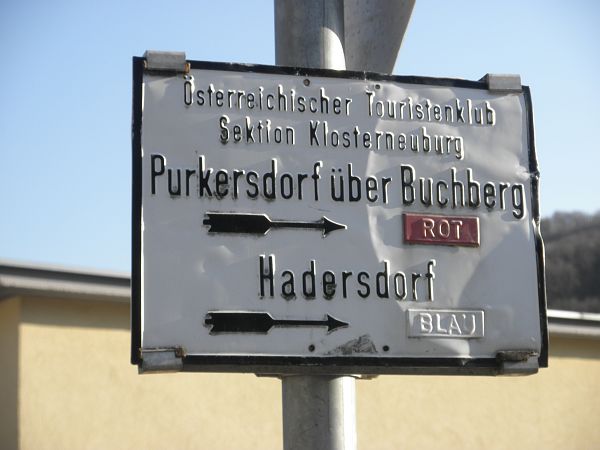 Österreichischer Touristenklub
Sektion Klosterneuburg
Purkersdorf über Buchberg
ROT
Hadersdorf
BLAU